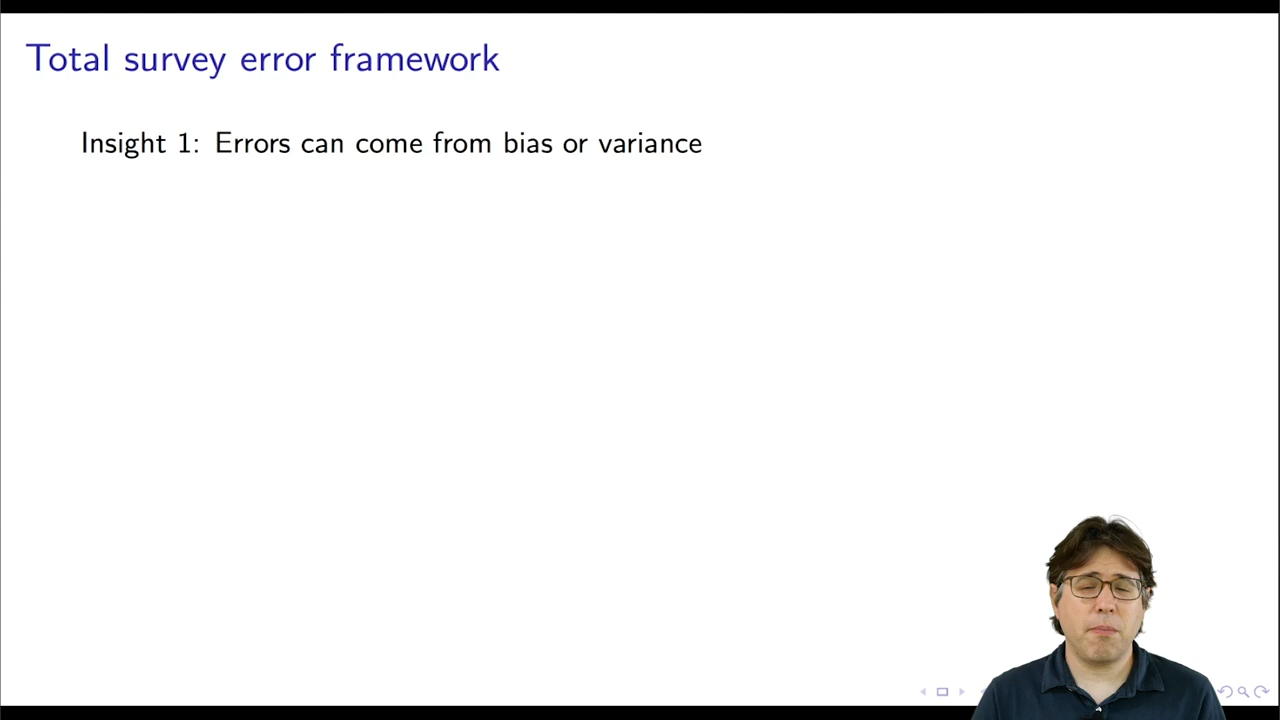 Total survey error framework
Insight 1: Errors can come from bias or variance